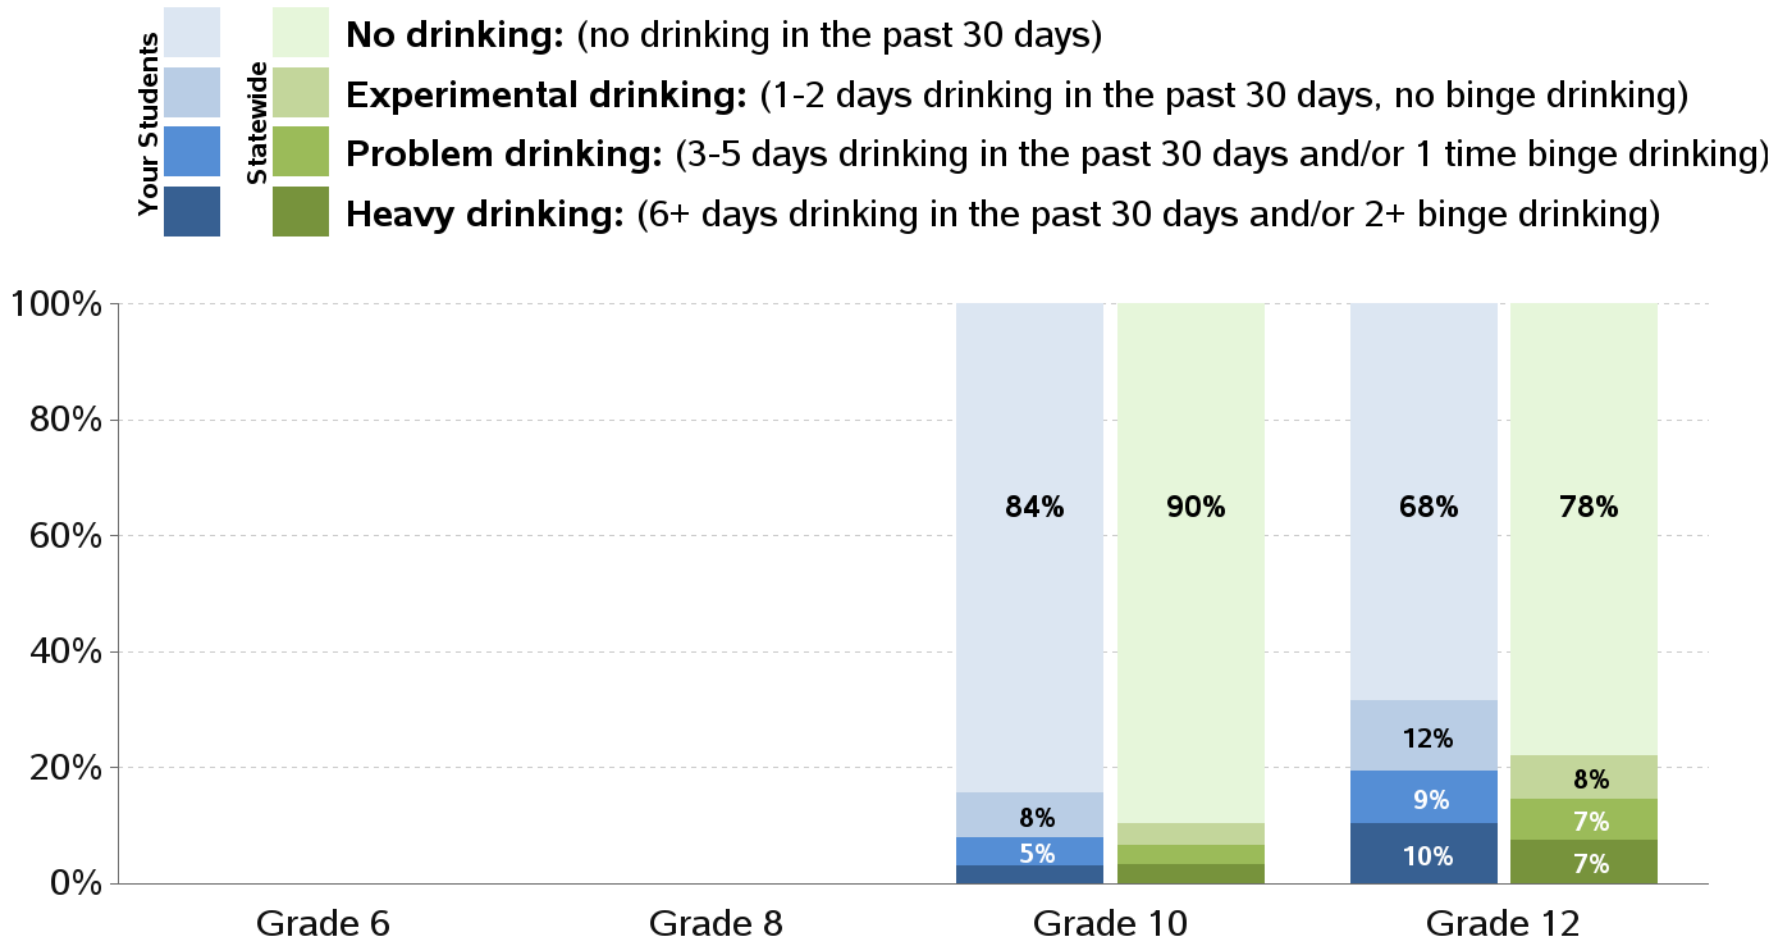 Your Students
Statewide
No drinking: (no drinking in the past 30 days)
Experimental drinking: (1-2 days drinking in the past 30 days, no binge drinking)
Problem drinking: (3-5 days drinking in the past 30 days and/or 1 time binge drinking)
Heavy drinking: (6+ days drinking in the past 30 days and/or 2+ binge drinking)
100%
80%
60%
40%
20%
0%
84%
8%
5%
90%
68%
12%
9%
10%
78%
8%
7%
7%
Grade 6
Grade 8
Grade 10
Grade 12